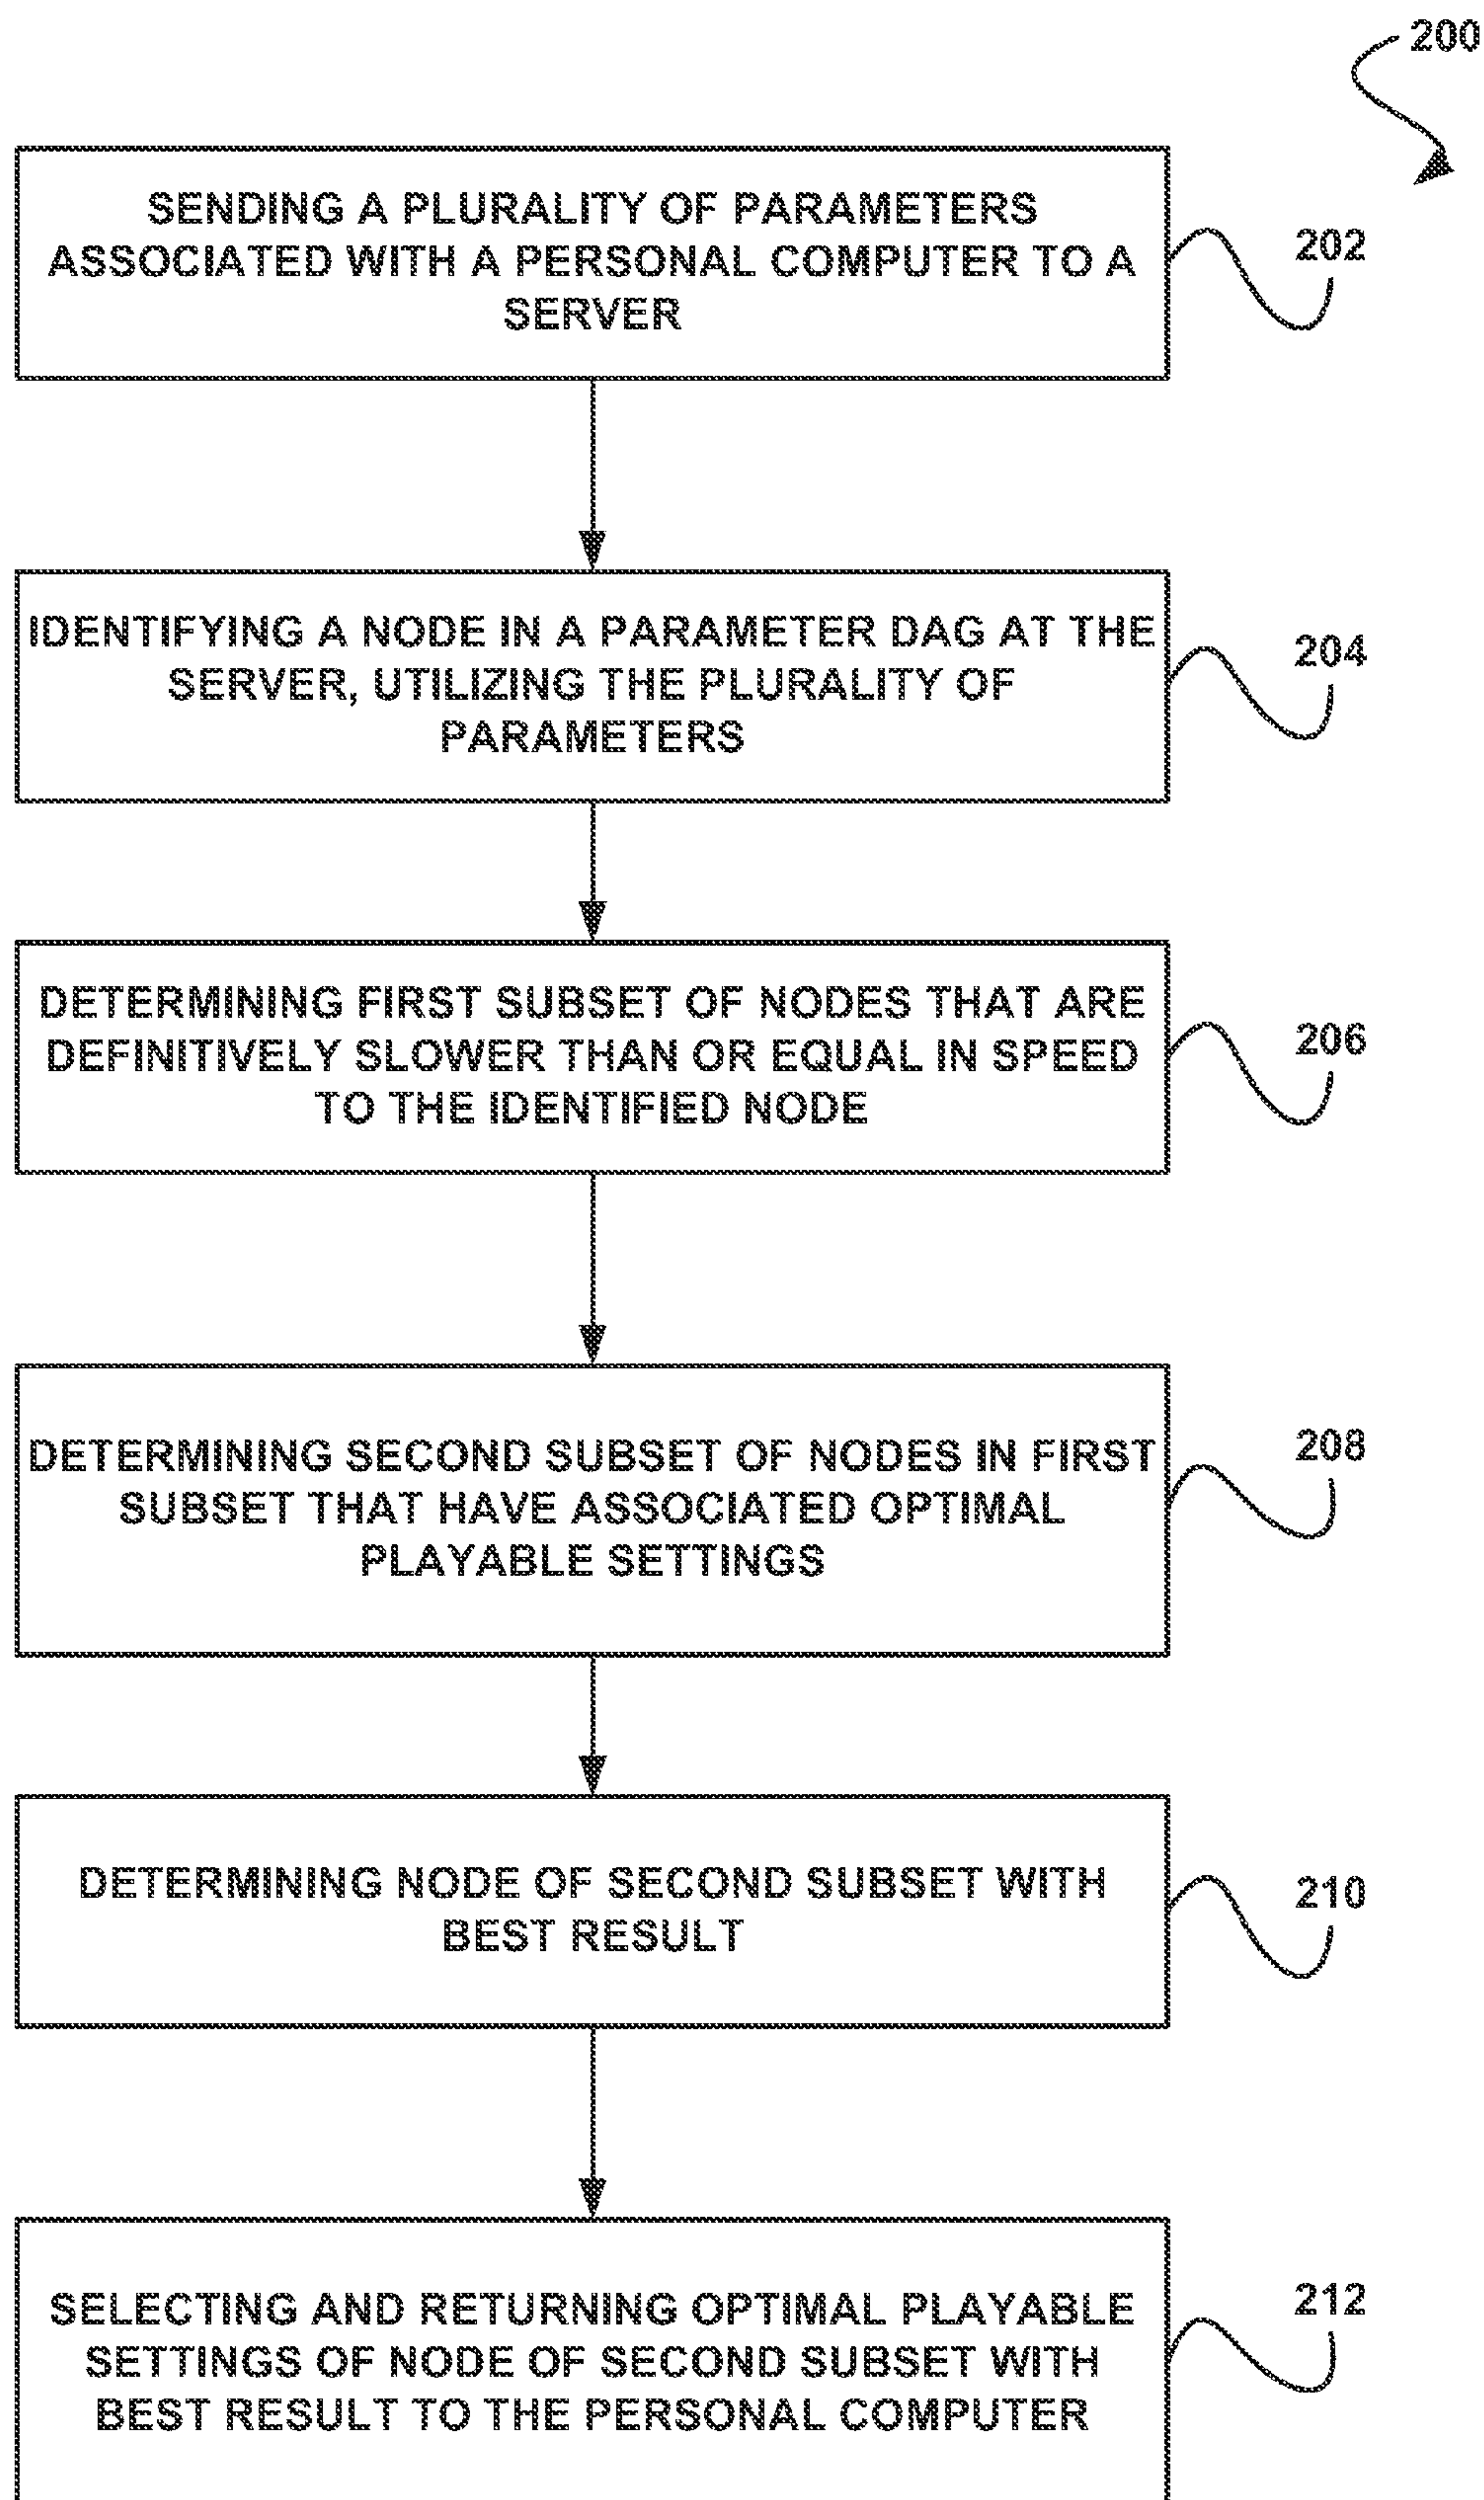 200
SENDING A PLURALITY OF PARAMETERS
ASSOCIATED WITH A PERSONAL COMPUTER TO A
SERVER
202
IDENTIFYING A NODE IN A PARAMETER DAG AT THE
SERVER, UTILIZING THE PLURALITY OF
PARAMETERS
204
DETERMINING FIRST SUBSET OF NODES THAT ARE
DEFINITIVELY SLOWER THAN OR EQUAL IN SPEED
TO THE IDENTIFIED NODE
206
DETERMINING SECOND SUBSET OF NODES IN FIRST
SUBSET THAT HAVE ASSOCIATED OPTIMAL
PLAYABLE SETTINGS
208
DETERMINING NODE OF SECOND SUBSET WITH
BEST RESULT
210
SELECTING AND RETURNING OPTIMAL PLAYABLE
SETTINGS OF NODE OF SECOND SUBSET WITH
BEST RESULT TO THE PERSONAL COMPUTER
212